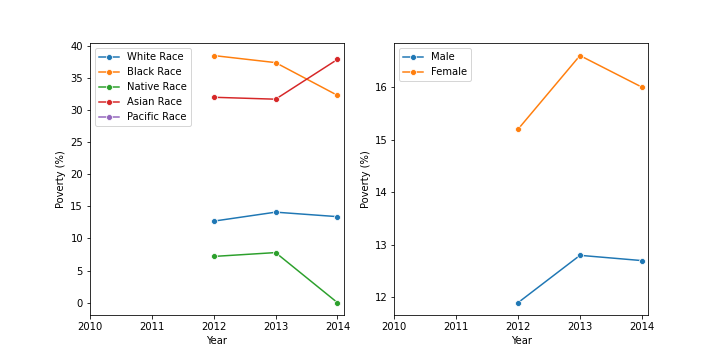 White Race
Black Race
Native Race
Asian Race
Pacific Race
Poverty (%)
40
35
30
25
20
15
10
5
0
2010 2011 2012 2013 2014
Year
Male
Female
Poverty (%)
16
15
14
13
12
2010 2011 2012 2013 2014
Year